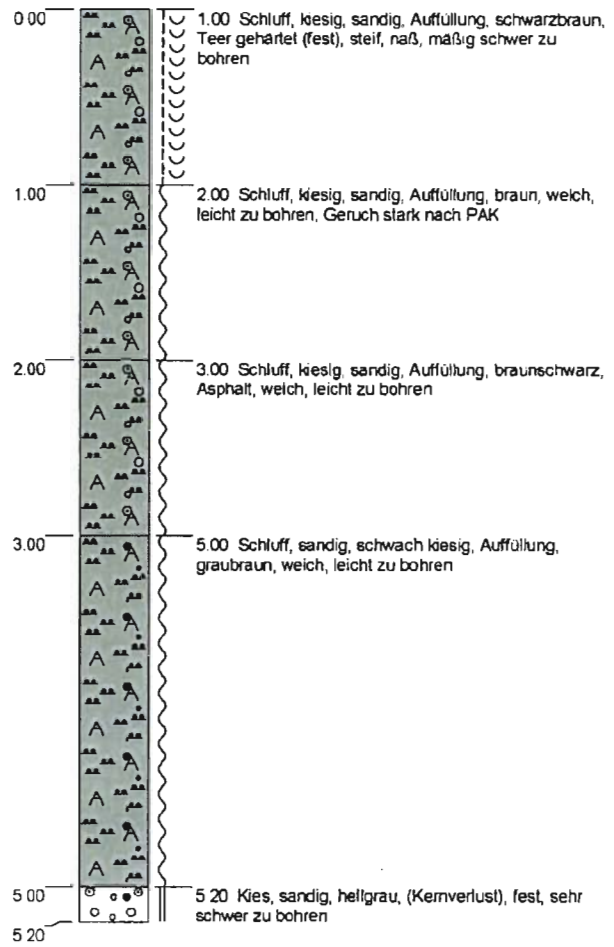 0.00
1.00 Schluff, kiesig, sandig, Auffüllung, schwarzbraun,
Teer gehärtet (fest), steif, naß, mäßig schwer zu
bohren
1.00
2.00 Schluff, kiesig, sandig, Auffüllung, braun, weich,
leicht zu bohren, Geruch stark nach PAK
2.00
3.00 Schluff, kiesig, sandig, Auffüllung, braunschwarz,
Asphalt, weich, leicht zu bohren
3.00
5.00 Schluff, sandig, schwach kiesig, Auffüllung,
graubraun, weich, leicht zu bohren
5.00
5.20 Kies, sandig, hellgrau, (Kernverlust), fest, sehr
schwer zu bohren
5.20